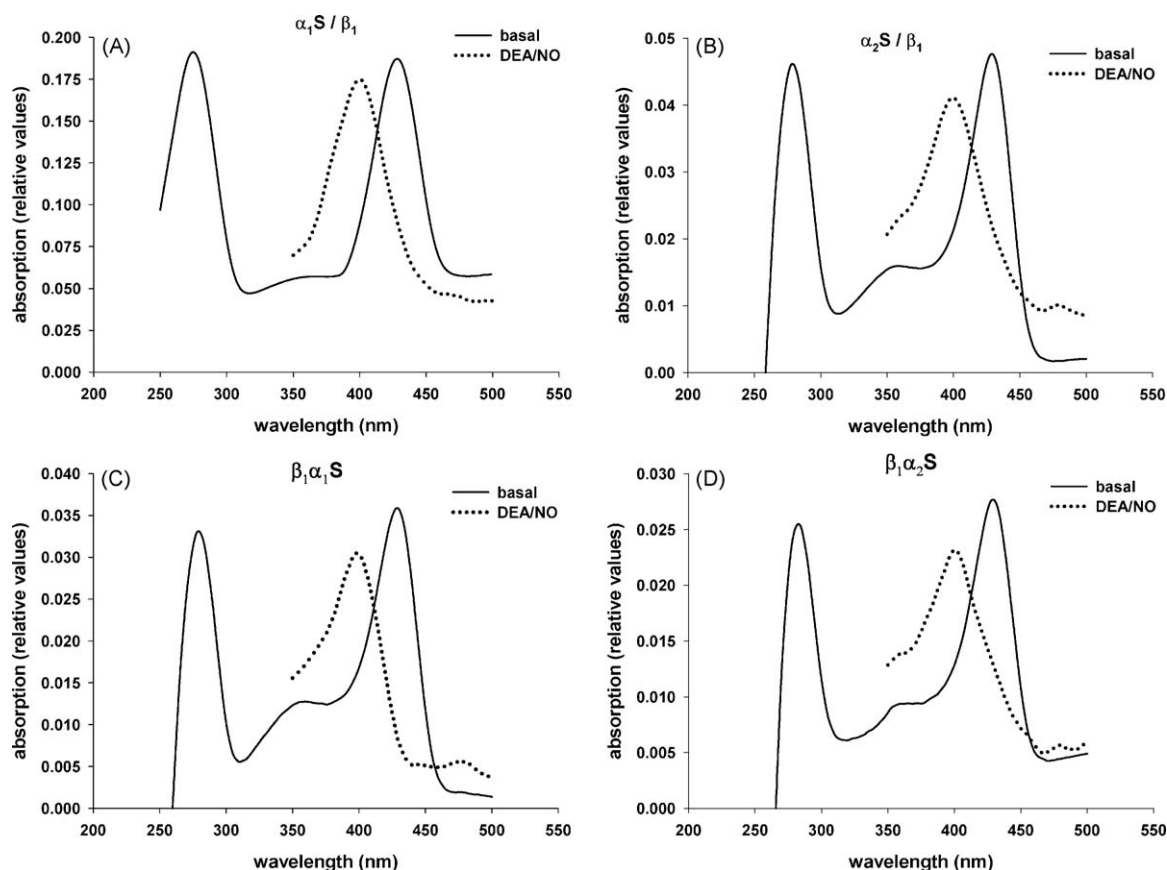 (A)
α₁S / β₁
basal
DEA/NO
absorption (relative values)
0.200
0.175
0.150
0.125
0.100
0.075
0.050
0.025
0.000
200 250 300 350 400 450 500 550
wavelength (nm)
(B)
α₂S / β₁
basal
DEA/NO
absorption (relative values)
0.05
0.04
0.03
0.02
0.01
0.00
200 250 300 350 400 450 500 550
wavelength (nm)
(C)
β₁α₁S
basal
DEA/NO
absorption (relative values)
0.040
0.035
0.030
0.025
0.020
0.015
0.010
0.005
0.000
200 250 300 350 400 450 500 550
wavelength (nm)
(D)
β₁α₂S
basal
DEA/NO
absorption (relative values)
0.030
0.025
0.020
0.015
0.010
0.005
0.000
200 250 300 350 400 450 500 550
wavelength (nm)